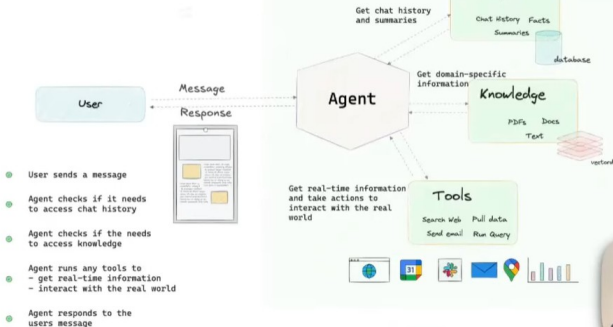 Get chat history
and summaries
Chat History Facts
Summaries
database
User
Message
Response
Agent
Get domain-specific
information
Knowledge
PDFs Docs
Text
User sends a message
Agent checks if it needs
to access chat history
Agent checks if the needs
to access knowledge
Agent runs any tools to
- get real-time information
- interact with the real world
Agent responds to the
users message
Get real-time information
and take actions to
interact with the real
world
Tools
Search Web Pull data
Send email Run Query
31